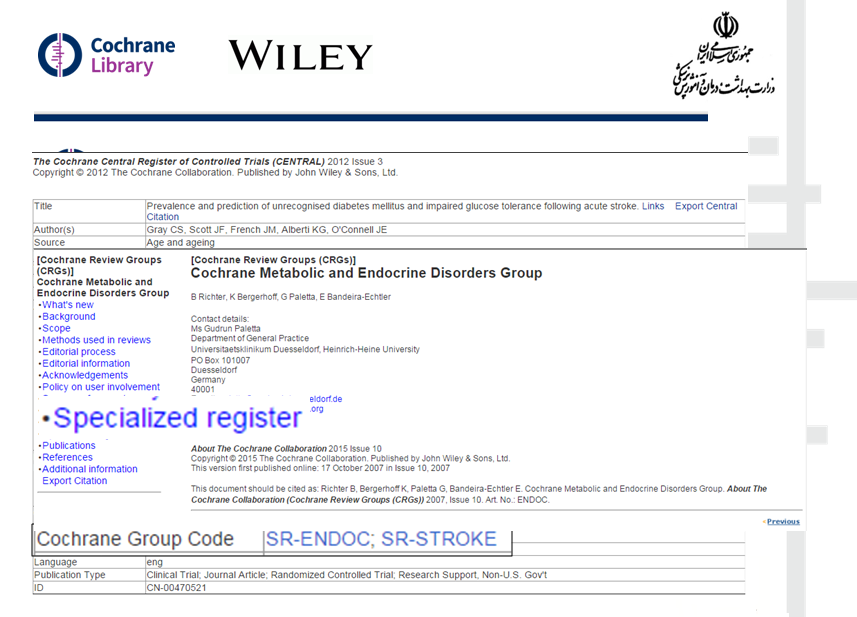 Cochrane
Library
WILEY
جمهوری اسلامی ایران
وزارت بهداشت درمان و آموزش پزشکی
The Cochrane Central Register of Controlled Trials (CENTRAL) 2012 Issue 3
Copyright © 2012 The Cochrane Collaboration. Published by John Wiley & Sons, Ltd.
Title Prevalence and prediction of unrecognised diabetes mellitus and impaired glucose tolerance following acute stroke. Links Export Central
Citation
Author(s) Gray CS, Scott JF, French JM, Alberti KG, O'Connell JE
Source Age and ageing
[Cochrane Review Groups
(CRGs)]
Cochrane Metabolic and
Endocrine Disorders Group
•What's new
•Background
•Scope
•Methods used in reviews
•Editorial process
•Editorial information
•Acknowledgements
•Policy on user involvement
•Specialized register
•Publications
•References
•Additional information
Export Citation
[Cochrane Review Groups (CRGs)]
Cochrane Metabolic and Endocrine Disorders Group
B Richter, K Bergerhoff, G Paletta, E Bandeira-Echtler
Contact details:
Ms Gudrun Paletta
Department of General Practice
Universitaetsklinikum Duesseldorf, Heinrich-Heine University
PO Box 101007
Duesseldorf
Germany
40001
eldorf.de
.org
About The Cochrane Collaboration 2015 Issue 10
Copyright © 2015 The Cochrane Collaboration. Published by John Wiley & Sons, Ltd.
This version first published online: 17 October 2007 in Issue 10, 2007
This document should be cited as: Richter B, Bergerhoff K, Paletta G, Bandeira-Echtler E. Cochrane Metabolic and Endocrine Disorders Group. About The
Cochrane Collaboration (Cochrane Review Groups (CRGs)) 2007, Issue 10. Art. No.: ENDOC.
Previous
Cochrane Group Code SR-ENDOC; SR-STROKE
Language eng
Publication Type Clinical Trial; Journal Article; Randomized Controlled Trial; Research Support, Non-U.S. Gov't
ID CN-00470521